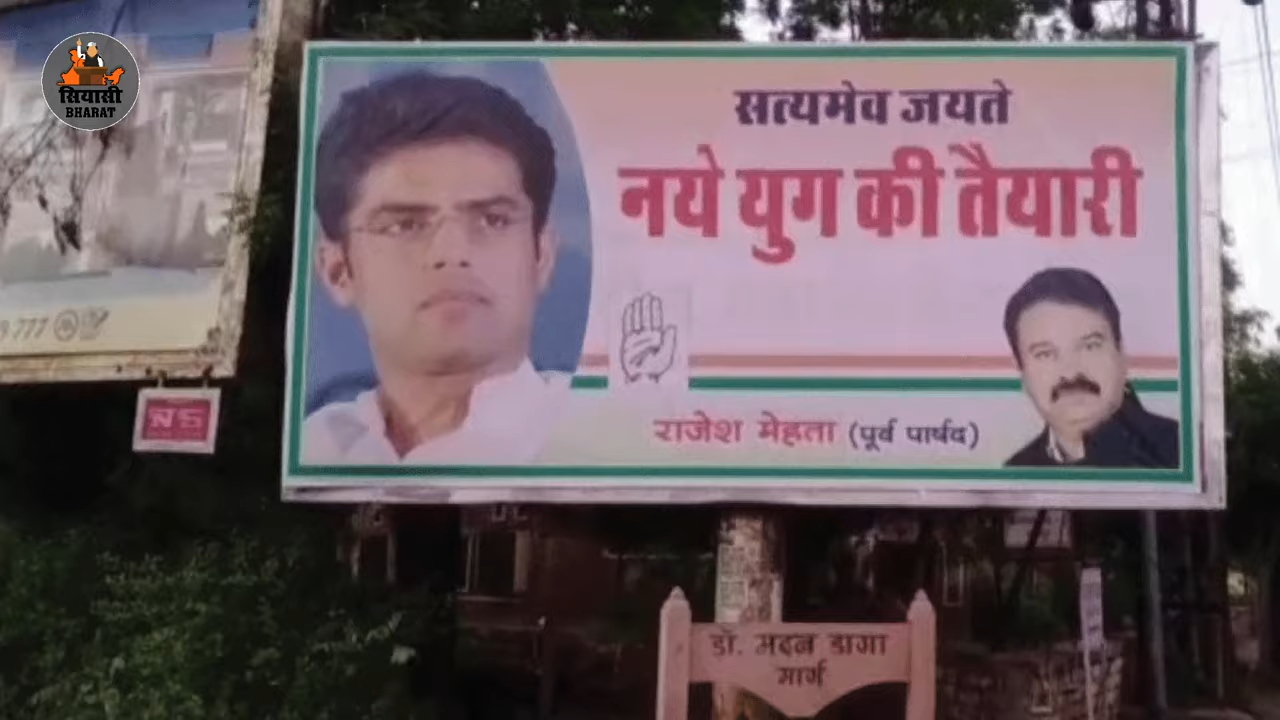 सियासी
BHARAT
सत्यमेव जयते
नये युग की तैयारी
राजेश मेहता (पूर्व पार्षद)
डॉ. मदन डागा
मार्ग